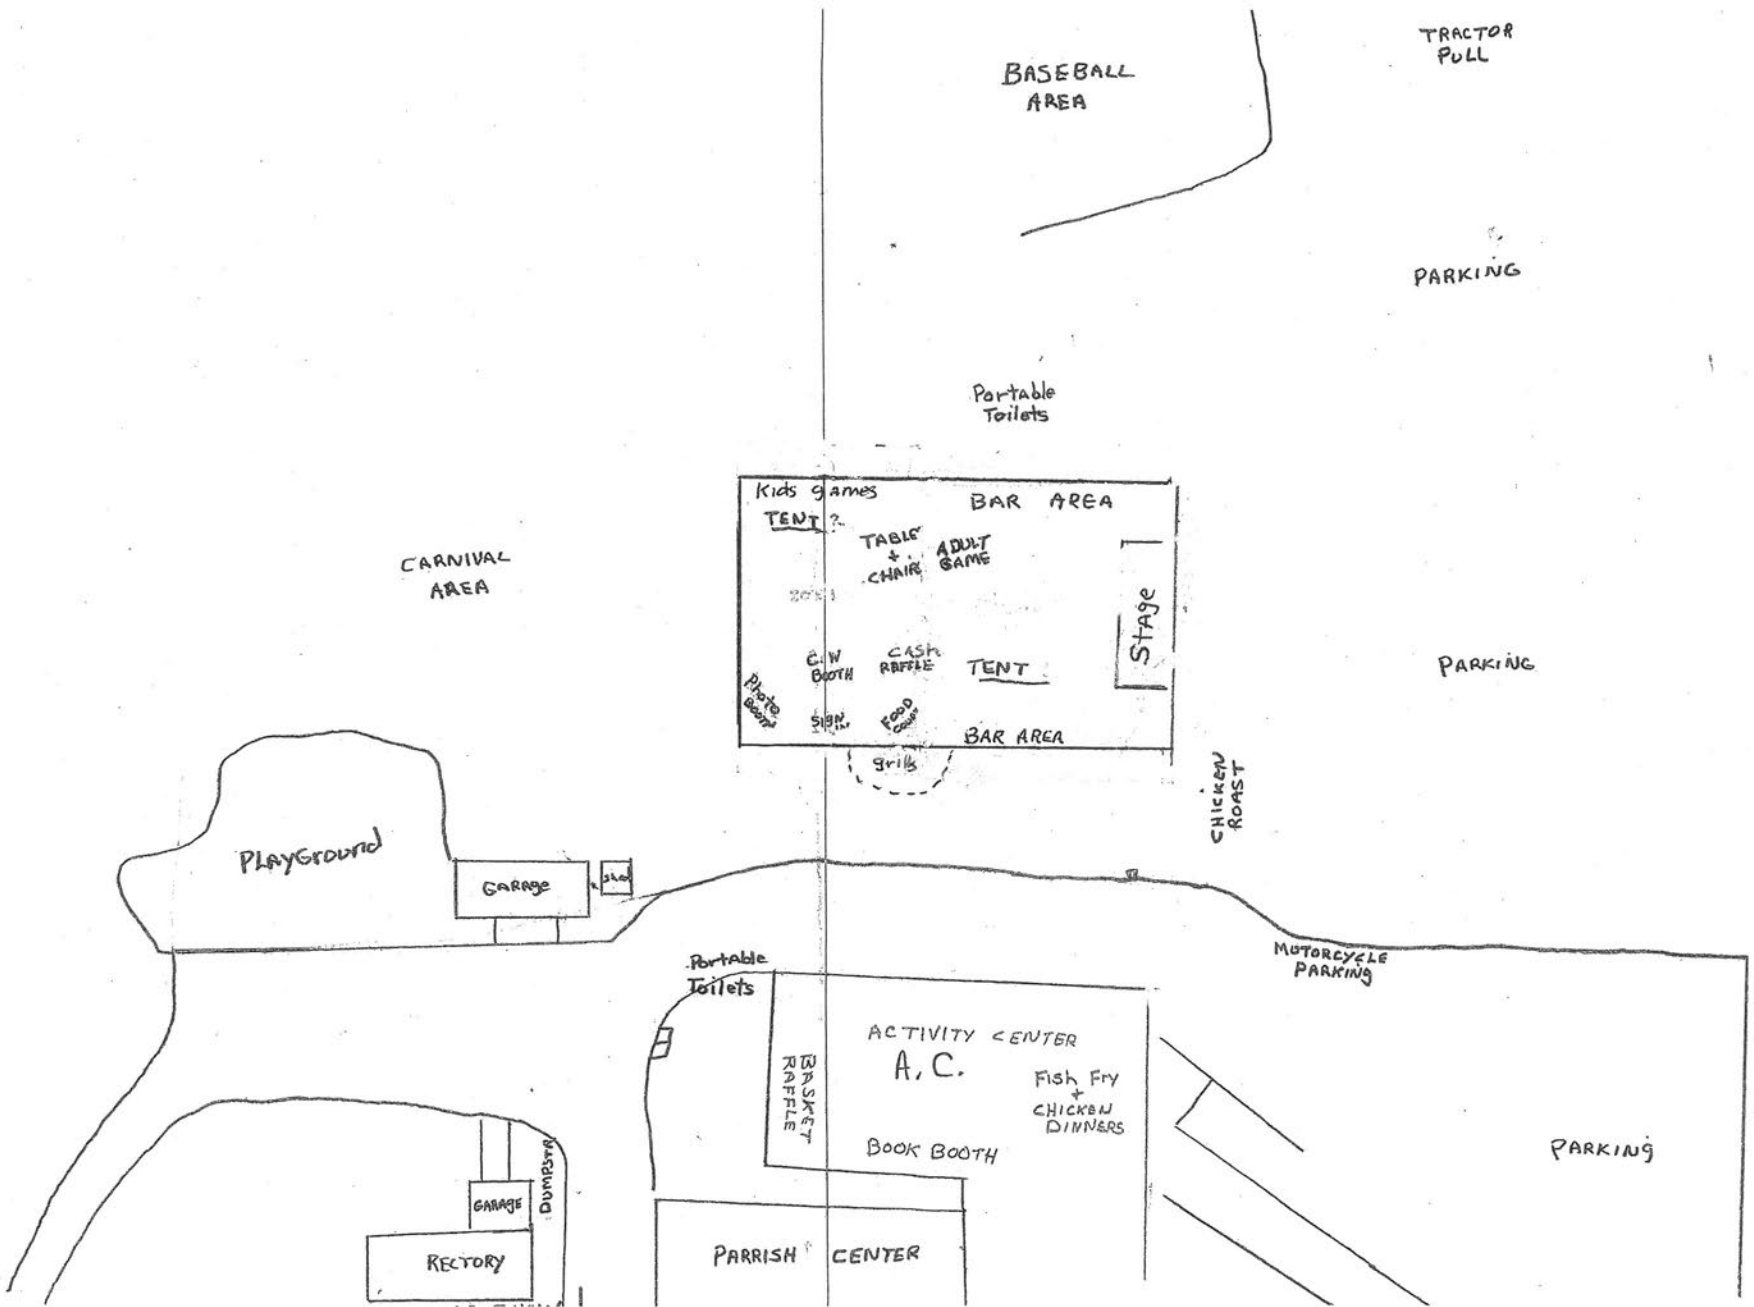 TRACTOR
PULL
BASEBALL
AREA
PARKING
Portable
Toilets
Kids games
TENT ?
BAR AREA
TABLE
+
CHAIR
ADULT
GAME
CARNIVAL
AREA
Stage
CASH
RAFFLE
BOOTH
TENT
PARKING
Photo
BOOTH
SIGN
FOOD
BAR AREA
grills
CHICKEN
ROAST
PLAYGround
GARAge
shed
MOTORCYCLE
PARKING
Portable
Toilets
ACTIVITY CENTER
A.C.
BASKET
RAFFLE
Fish Fry
+
CHICKEN
DINNERS
BOOK BOOTH
PARKING
DUMPSTR
GARAGE
RECTORY
PARRISH CENTER